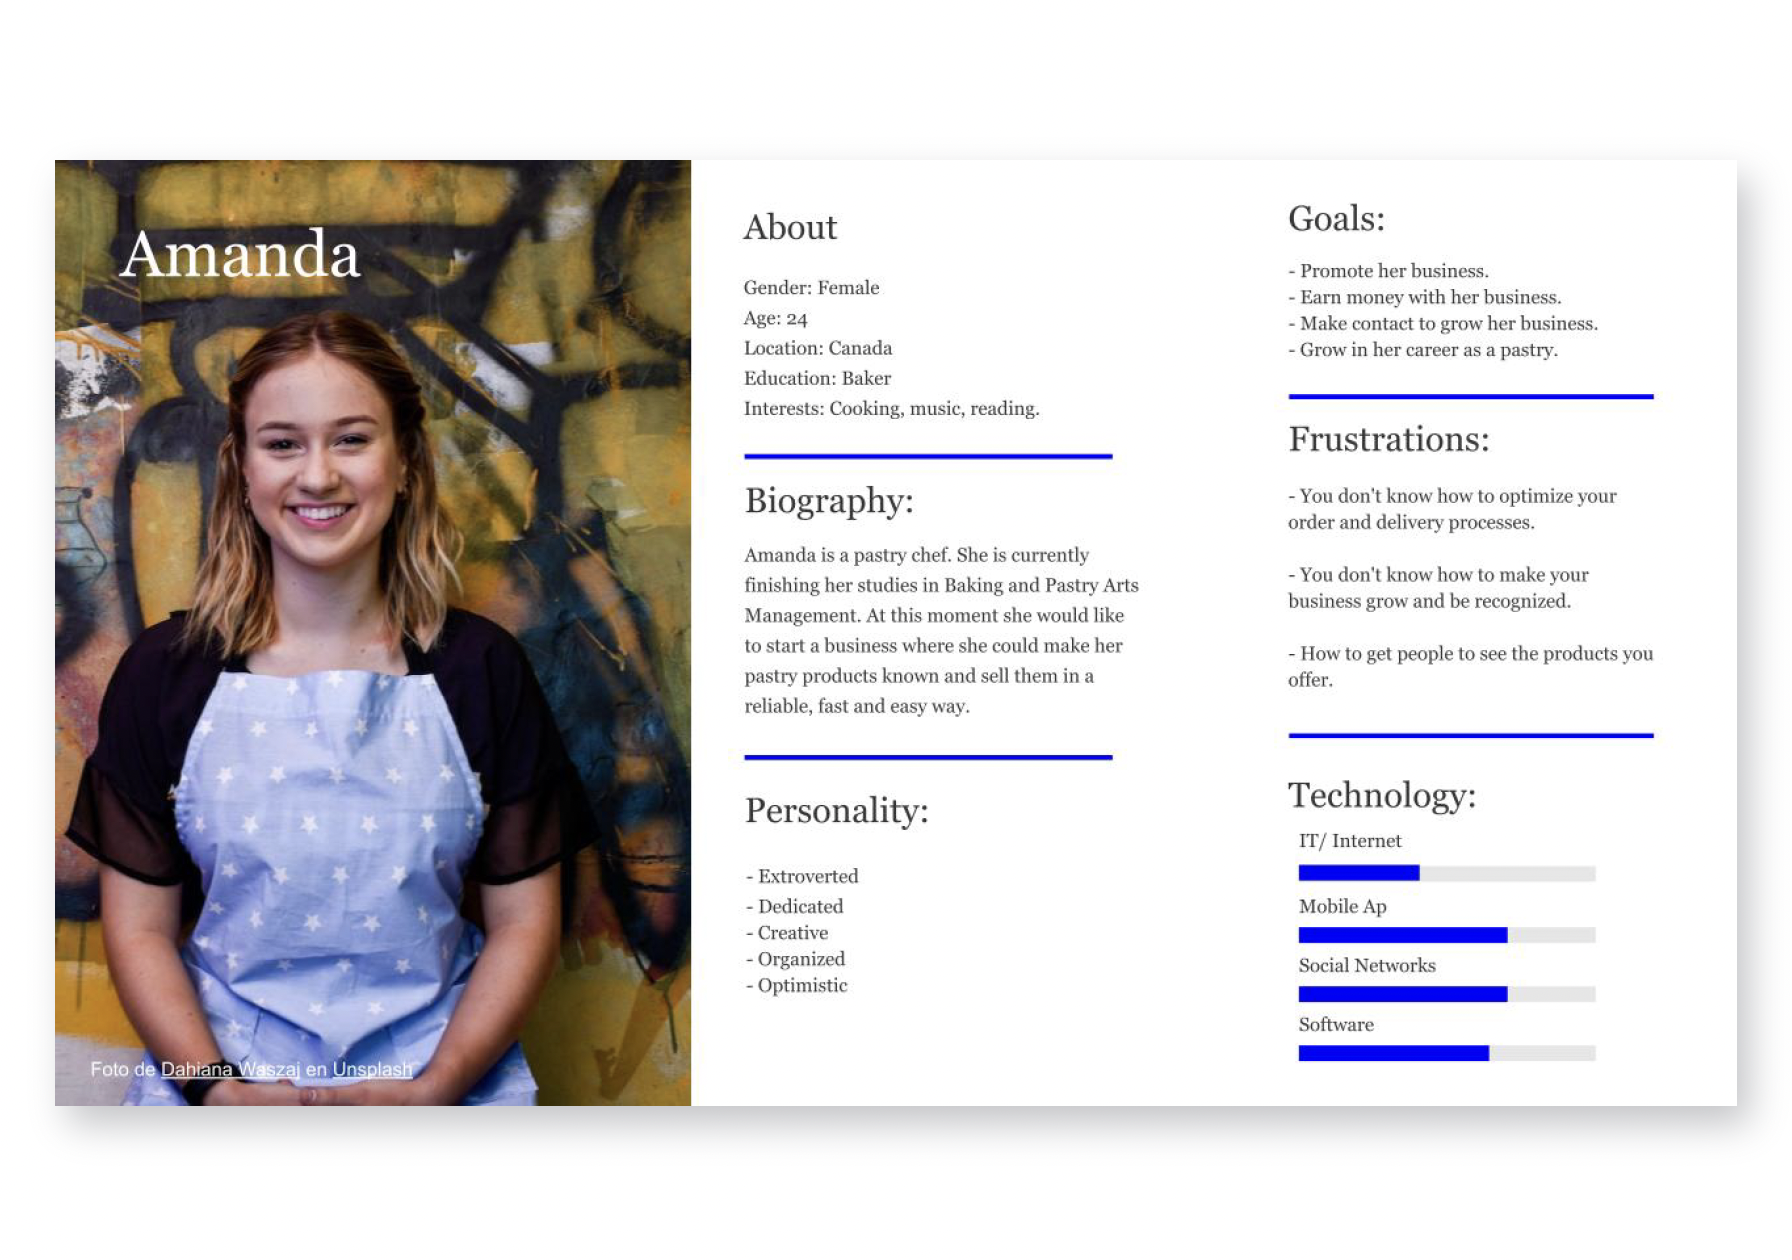 Amanda
Foto de Dahiana Waszaj en Unsplash
About
Gender: Female
Age: 24
Location: Canada
Education: Baker
Interests: Cooking, music, reading.
Biography:
Amanda is a pastry chef. She is currently
finishing her studies in Baking and Pastry Arts
Management. At this moment she would like
to start a business where she could make her
pastry products known and sell them in a
reliable, fast and easy way.
Personality:
- Extroverted
- Dedicated
- Creative
- Organized
- Optimistic
Goals:
- Promote her business.
- Earn money with her business.
- Make contact to grow her business.
- Grow in her career as a pastry.
Frustrations:
- You don't know how to optimize your
order and delivery processes.
- You don't know how to make your
business grow and be recognized.
- How to get people to see the products you
offer.
Technology:
IT/ Internet
Mobile Ap
Social Networks
Software